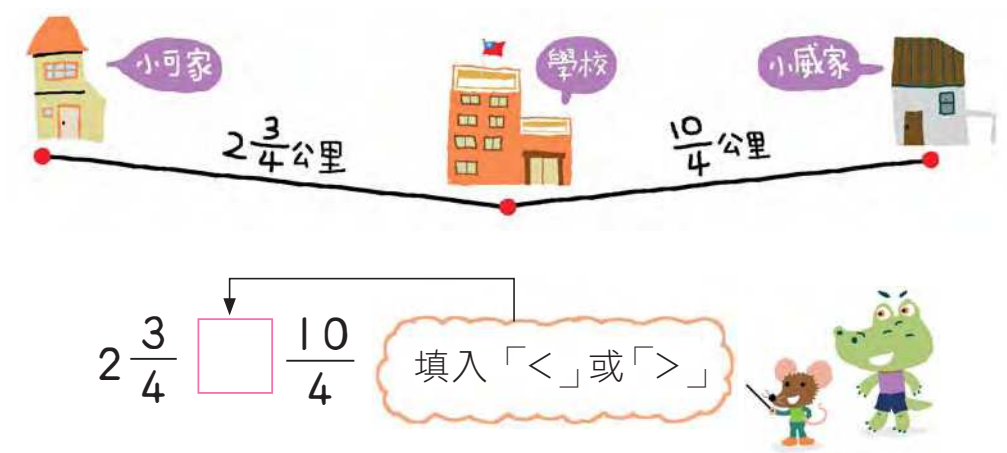 小可家
學校
小威家
2 3/4 公里
10/4 公里
2 3/4 □ 10/4
填入「<」或「>」